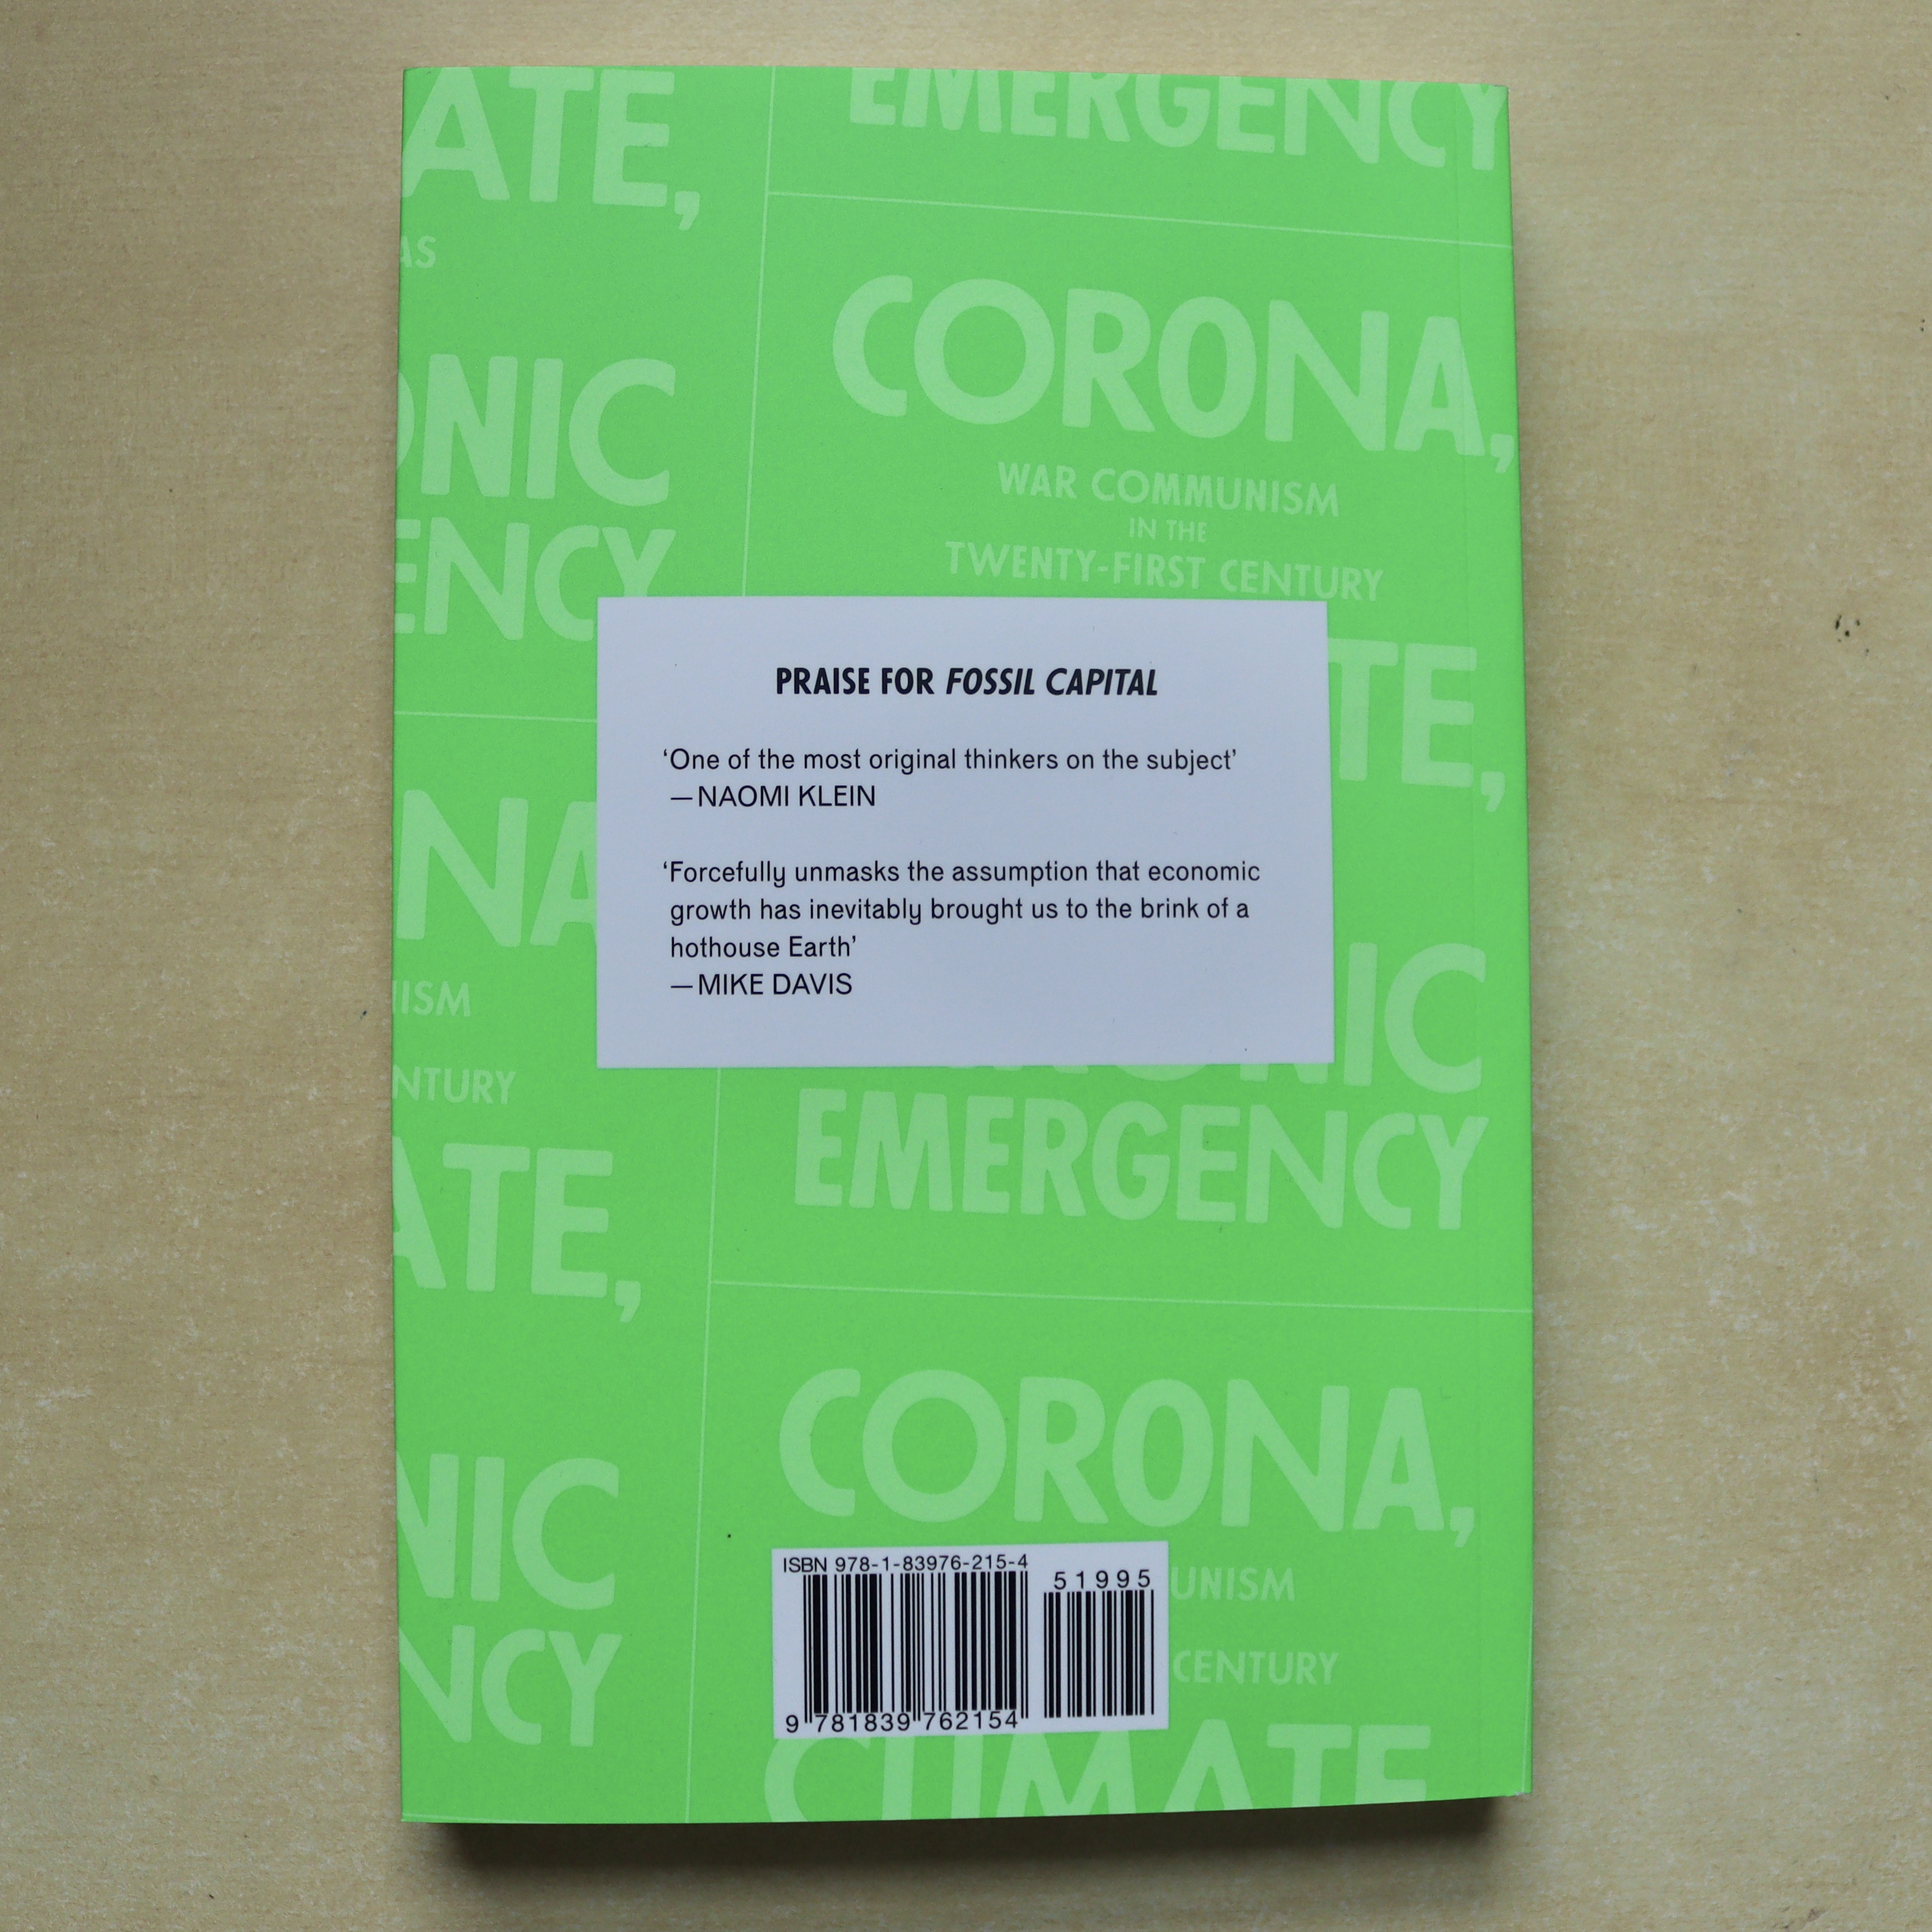 ATE,
AS
ONIC
ENCY
NA
NISM
NTURY
ATE,
NIC
NCY
EMERGENCY
CORONA,
WAR COMMUNISM
IN THE
TWENTY-FIRST CENTURY
TE,
PRAISE FOR FOSSIL CAPITAL
‘One of the most original thinkers on the subject’
—NAOMI KLEIN
‘Forcefully unmasks the assumption that economic
growth has inevitably brought us to the brink of a
hothouse Earth’
—MIKE DAVIS
ONIC
EMERGENCY
CORONA,
ISBN 978-1-83976-215-4
51995
9 781839 762154
UNISM
CENTURY
CLIMATE